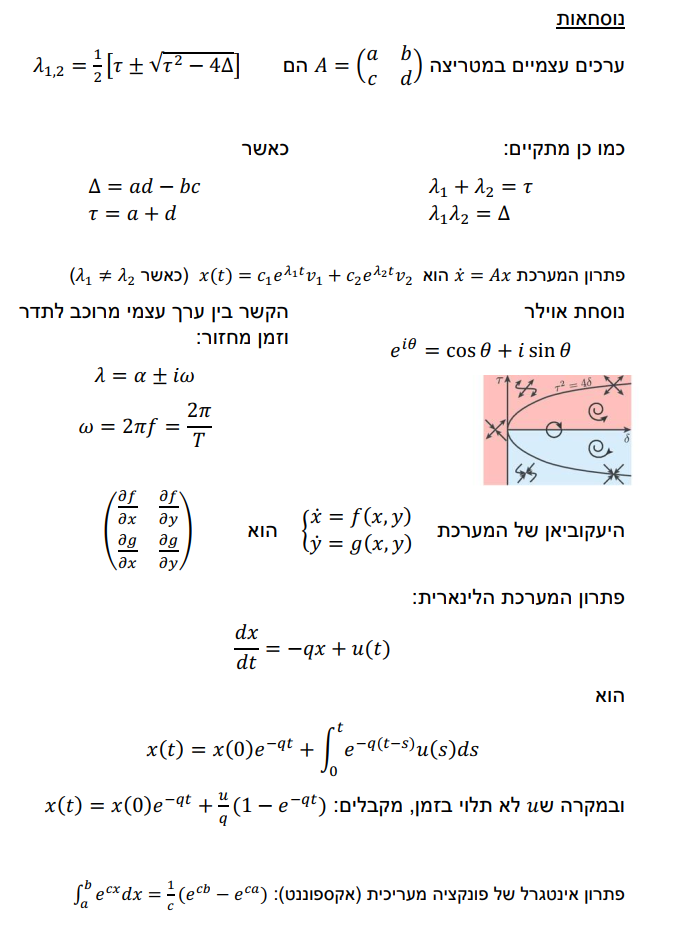 נוסחאות
ערכים עצמיים במטריצה A = (a b; c d) הם λ₁,₂ = ½[τ ± √(τ² − 4Δ)]
כמו כן מתקיים: כאשר
λ₁ + λ₂ = τ Δ = ad − bc
λ₁λ₂ = Δ τ = a + d
פתרון המערכת ẋ = Ax הוא x(t) = c₁e^(λ₁t)v₁ + c₂e^(λ₂t)v₂ (כאשר λ₁ ≠ λ₂)
נוסחת אוילר
e^(iθ) = cos θ + i sin θ
הקשר בין ערך עצמי מרוכב לתדר
וזמן מחזור:
λ = α ± iω
ω = 2πf = 2π/T
τ τ² = 4δ
δ
היעקוביאן של המערכת {ẋ = f(x, y) ẏ = g(x, y) הוא (∂f/∂x ∂f/∂y; ∂g/∂x ∂g/∂y)
פתרון המערכת הלינארית:
dx/dt = −qx + u(t)
הוא
x(t) = x(0)e^(−qt) + ∫₀ᵗ e^(−q(t−s))u(s)ds
ובמקרה שu לא תלוי בזמן, מקבלים: x(t) = x(0)e^(−qt) + u/q (1 − e^(−qt))
פתרון אינטגרל של פונקציה מעריכית (אקספוננט): ∫ₐᵇ e^(cx)dx = 1/c (e^(cb) − e^(ca))